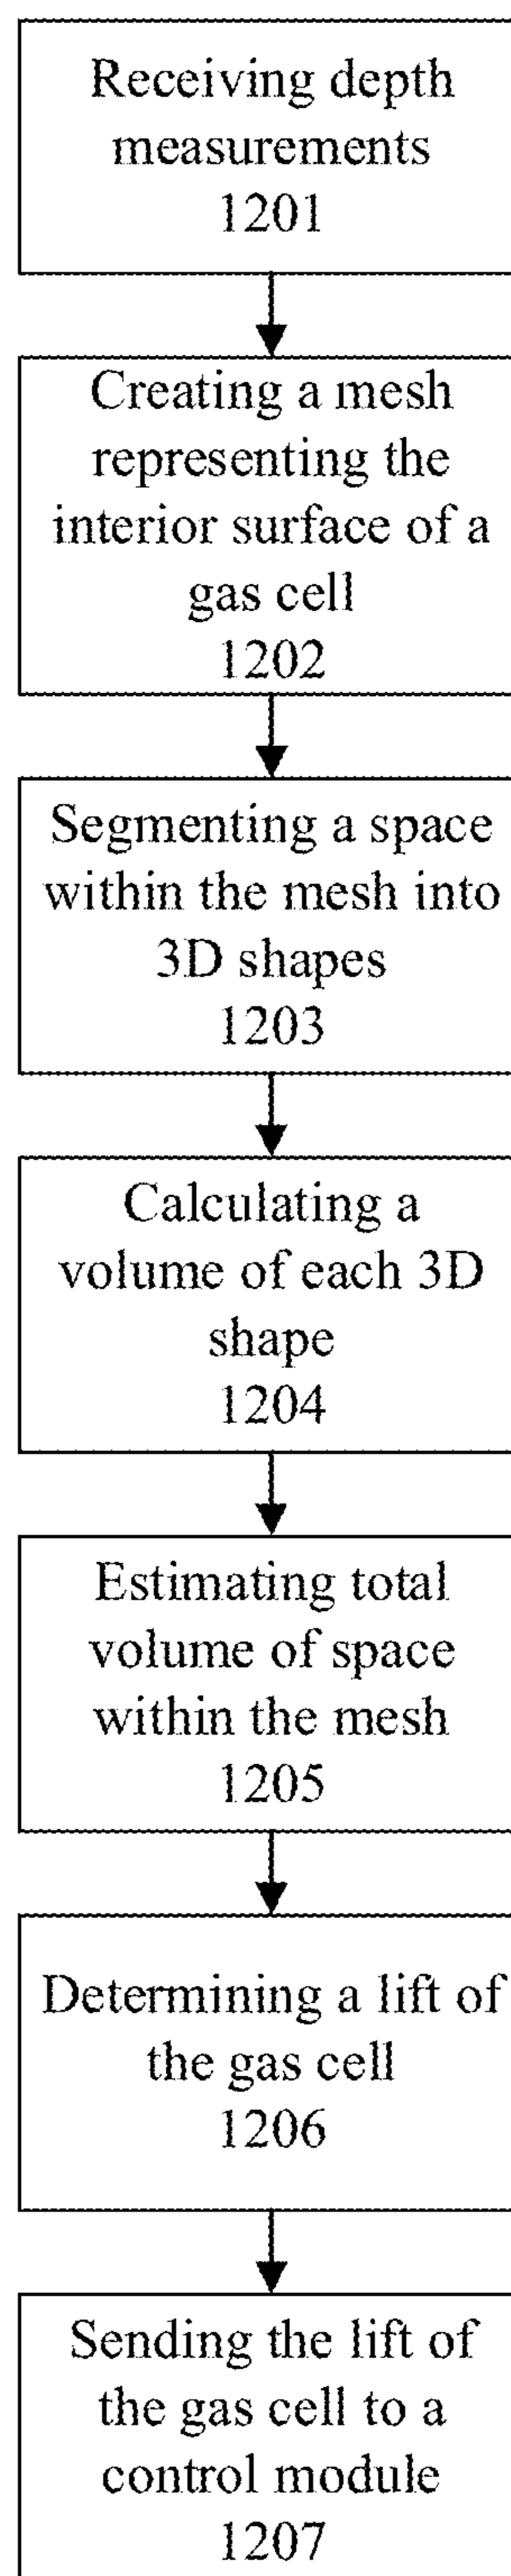 Receiving depth
measurements
1201
Creating a mesh
representing the
interior surface of a
gas cell
1202
Segmenting a space
within the mesh into
3D shapes
1203
Calculating a
volume of each 3D
shape
1204
Estimating total
volume of space
within the mesh
1205
Determining a lift of
the gas cell
1206
Sending the lift of
the gas cell to a
control module
1207